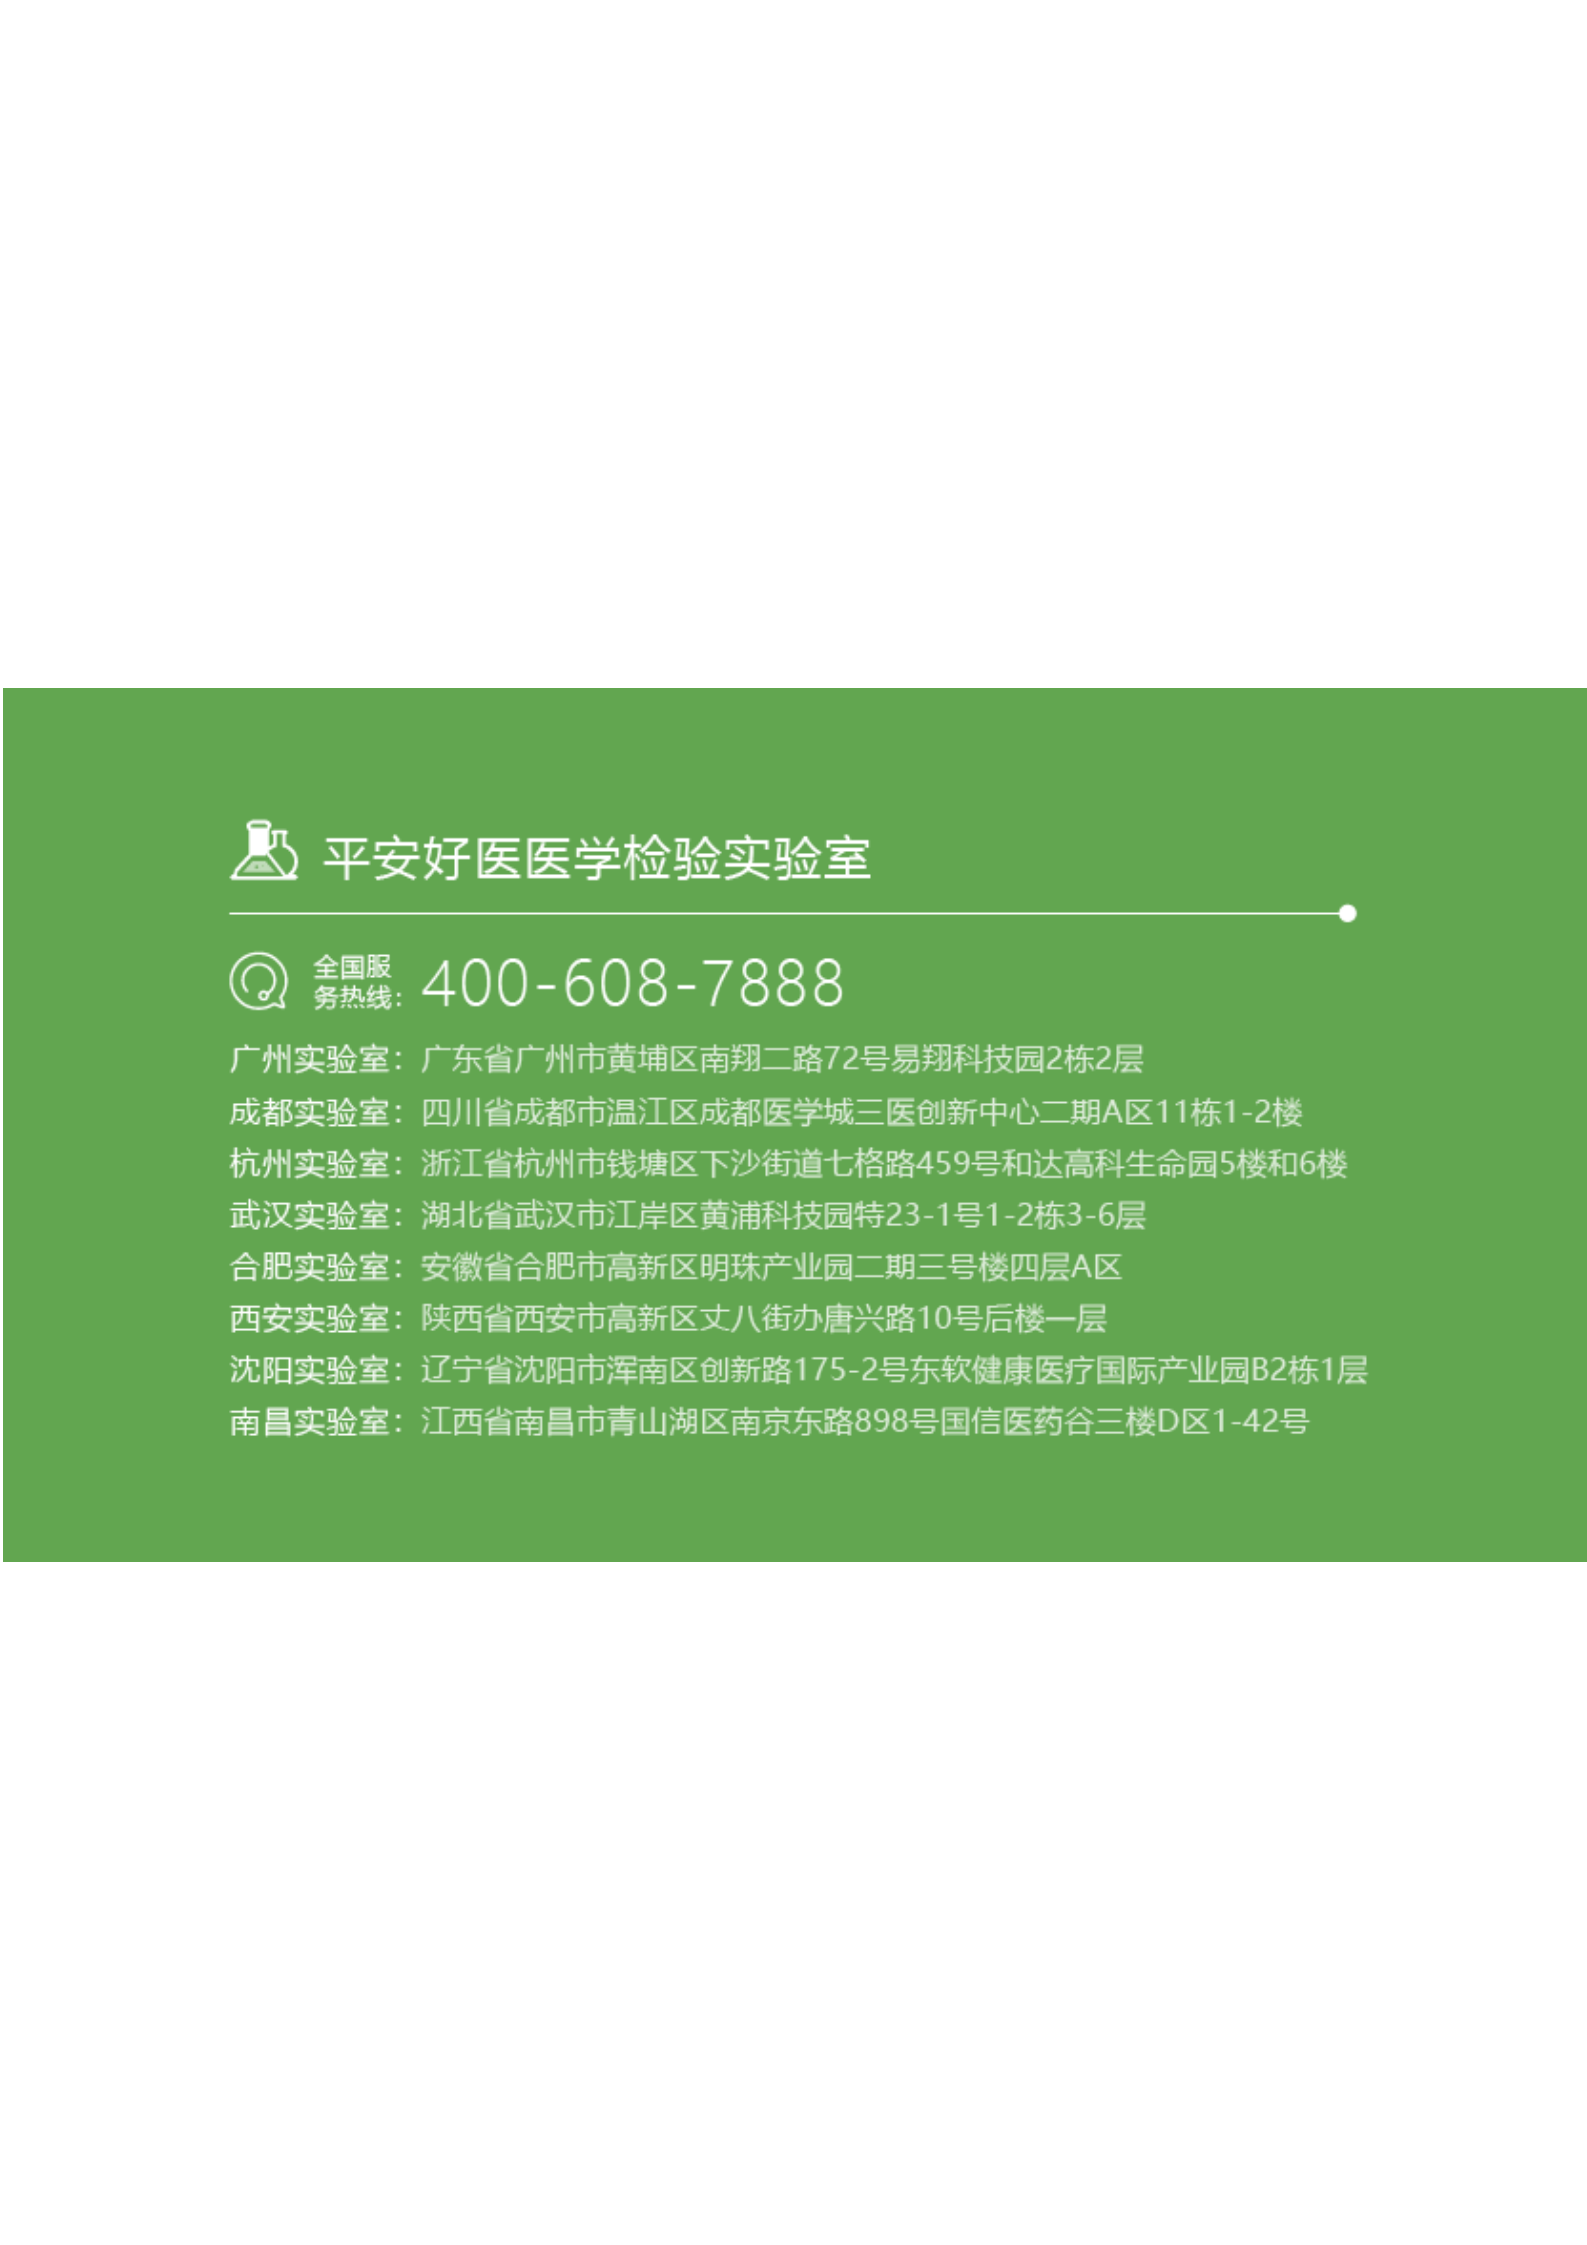 平安好医医学检验实验室
全国服
务热线：400-608-7888
广州实验室：广东省广州市黄埔区南翔二路72号易翔科技园2栋2层
成都实验室：四川省成都市温江区成都医学城三医创新中心二期A区11栋1-2楼
杭州实验室：浙江省杭州市钱塘区下沙街道七格路459号和达高科生命园5楼和6楼
武汉实验室：湖北省武汉市江岸区黄浦科技园特23-1号1-2栋3-6层
合肥实验室：安徽省合肥市高新区明珠产业园二期三号楼四层A区
西安实验室：陕西省西安市高新区丈八街办唐兴路10号后楼一层
沈阳实验室：辽宁省沈阳市浑南区创新路175-2号东软健康医疗国际产业园B2栋1层
南昌实验室：江西省南昌市青山湖区南京东路898号国信医药谷三楼D区1-42号